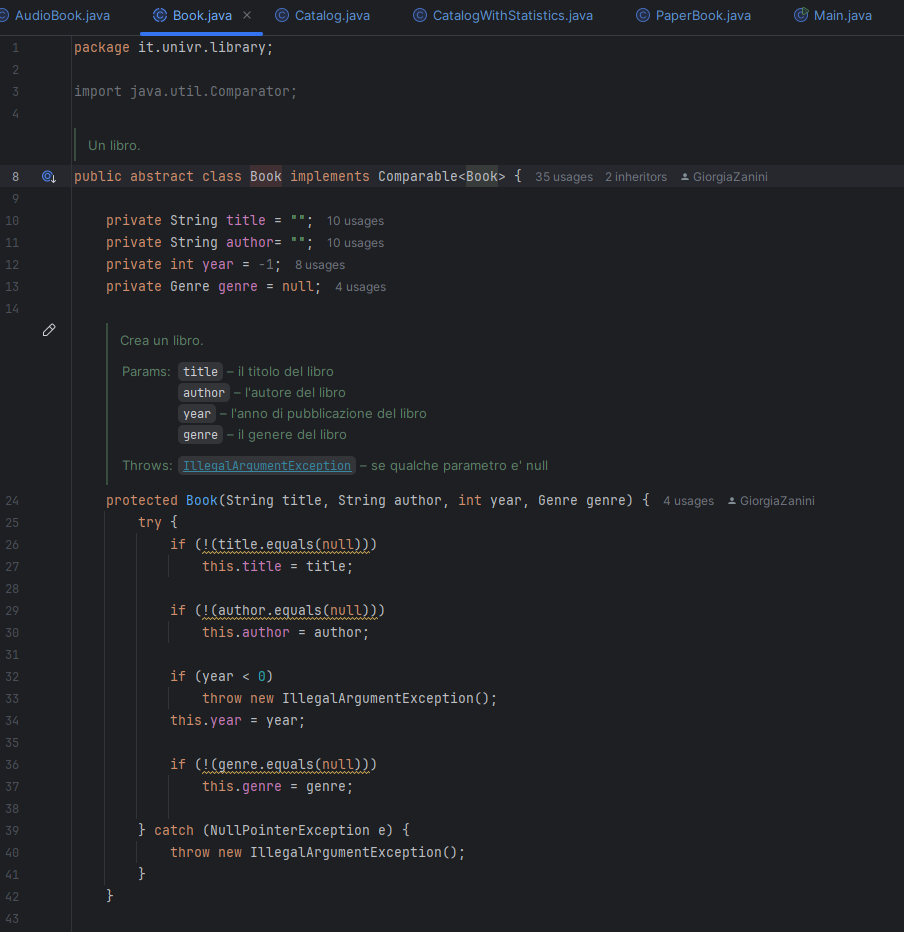 AudioBook.java Book.java × Catalog.java CatalogWithStatistics.java PaperBook.java Main.java
1 package it.univr.library;
2
3 import java.util.Comparator;
4
Un libro.
8 public abstract class Book implements Comparable<Book> { 35 usages 2 inheritors GiorgiaZanini
9
10 private String title = ""; 10 usages
11 private String author= ""; 10 usages
12 private int year = -1; 8 usages
13 private Genre genre = null; 4 usages
14
Crea un libro.
Params: title – il titolo del libro
author – l'autore del libro
year – l'anno di pubblicazione del libro
genre – il genere del libro
Throws: IllegalArgumentException – se qualche parametro e' null
24 protected Book(String title, String author, int year, Genre genre) { 4 usages GiorgiaZanini
25 try {
26 if (!(title.equals(null)))
27 this.title = title;
28
29 if (!(author.equals(null)))
30 this.author = author;
31
32 if (year < 0)
33 throw new IllegalArgumentException();
34 this.year = year;
35
36 if (!(genre.equals(null)))
37 this.genre = genre;
38
39 } catch (NullPointerException e) {
40 throw new IllegalArgumentException();
41 }
42 }
43